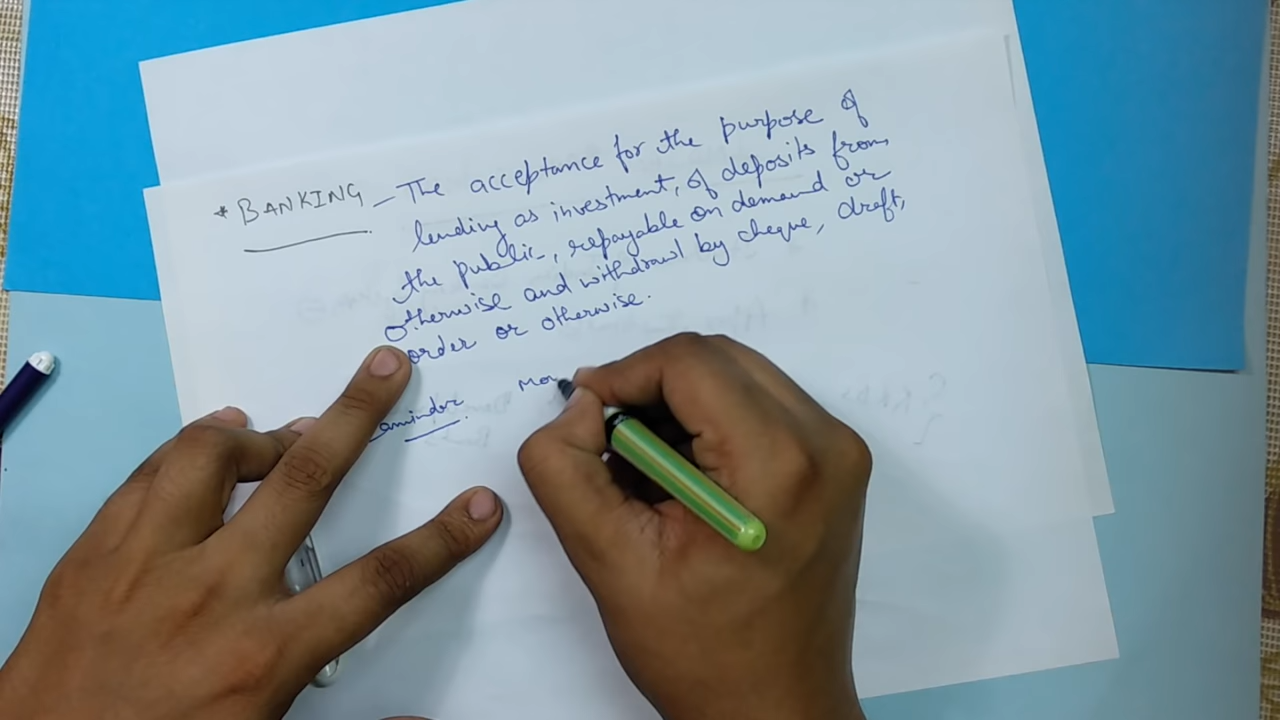 * BANKING - The acceptance for the purpose of
lending as investment, of deposits from
the public, repayable on demand or
otherwise and withdrawl by cheque, draft,
order or otherwise.